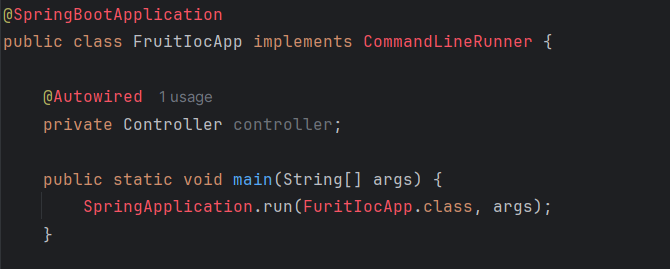 @SpringBootApplication
public class FruitIocApp implements CommandLineRunner {
@Autowired 1 usage
private Controller controller;
public static void main(String[] args) {
SpringApplication.run(FuritIocApp.class, args);
}